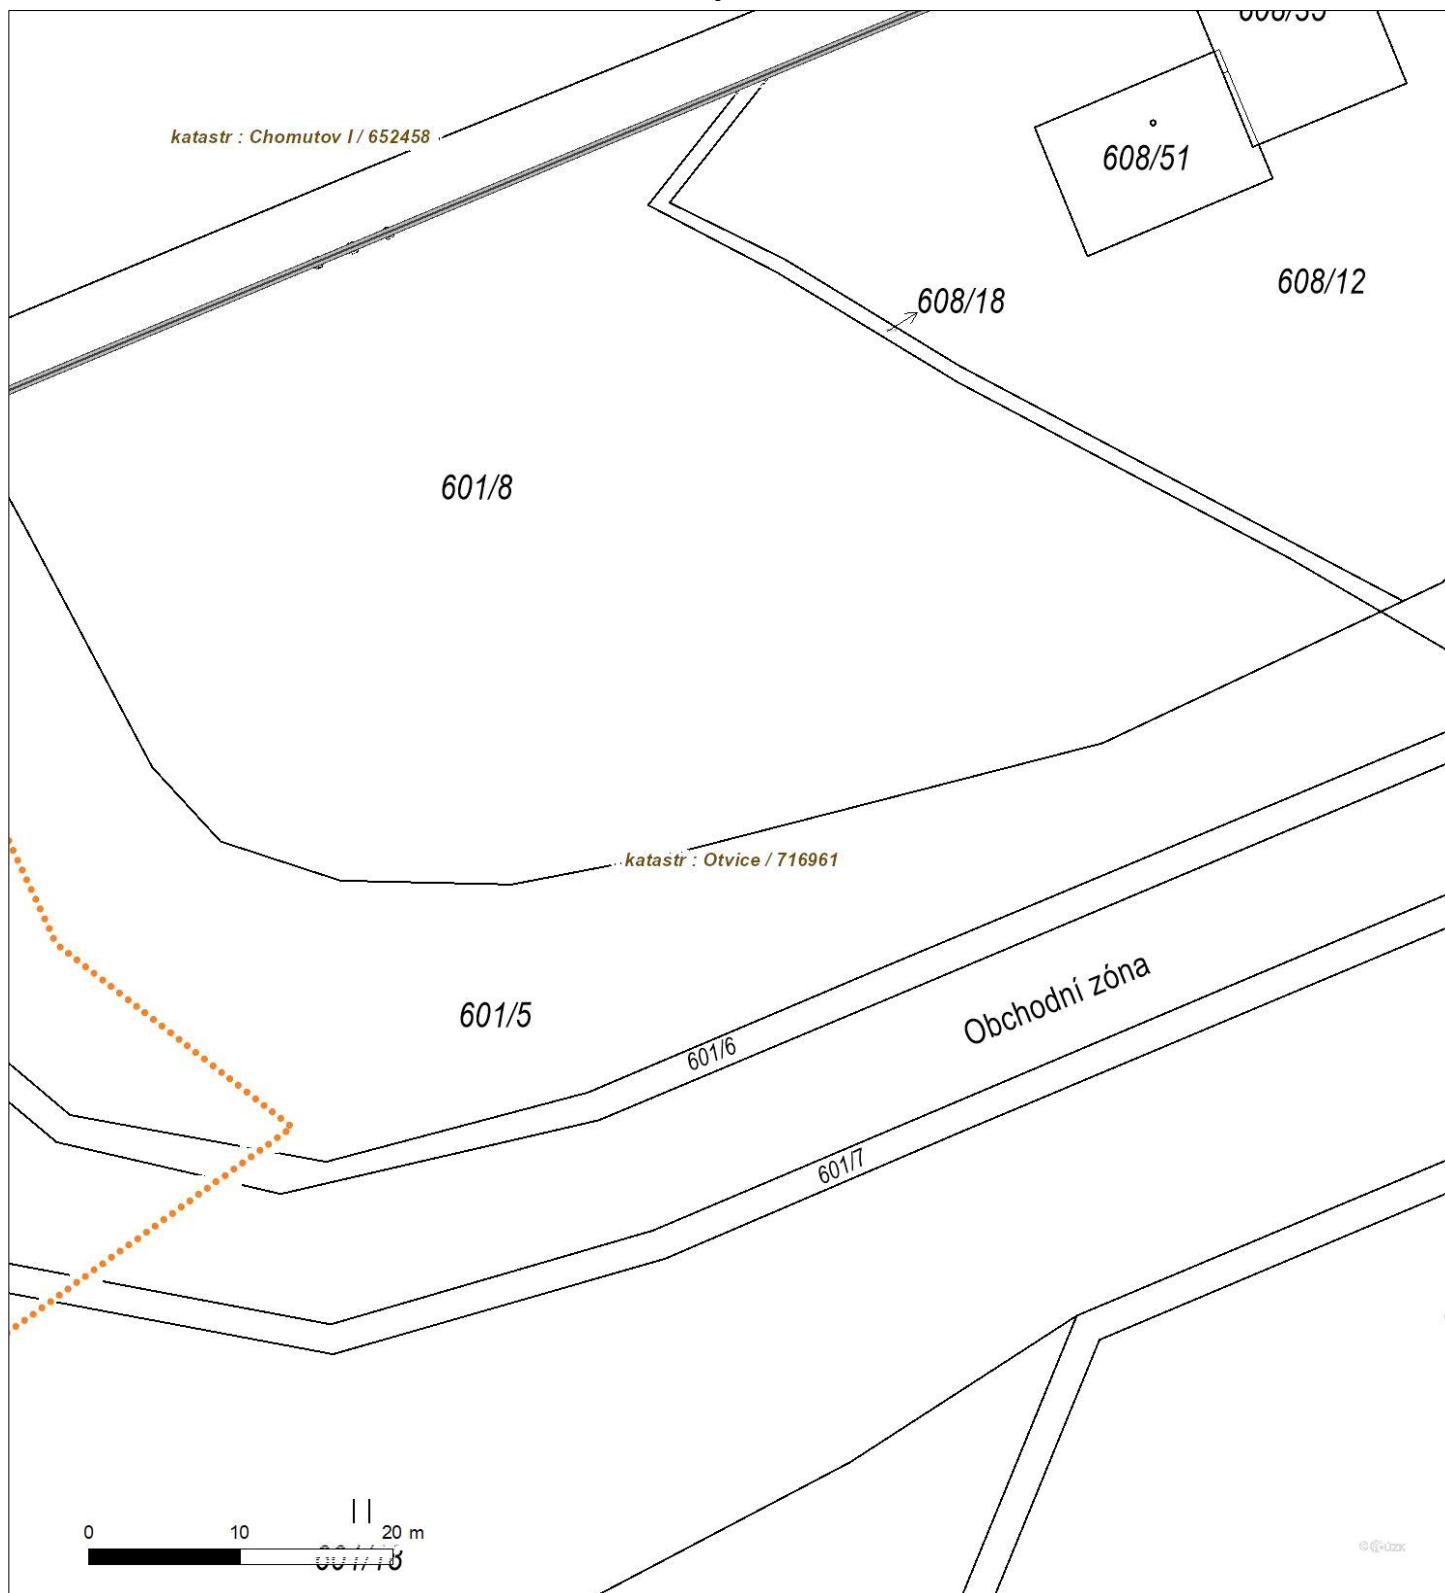 katastr : Chomutov I / 652458
608/51
608/12
608/18
601/8
katastr : Otvice / 716961
601/5
Obchodní zóna
601/6
601/7
0 10 20 m